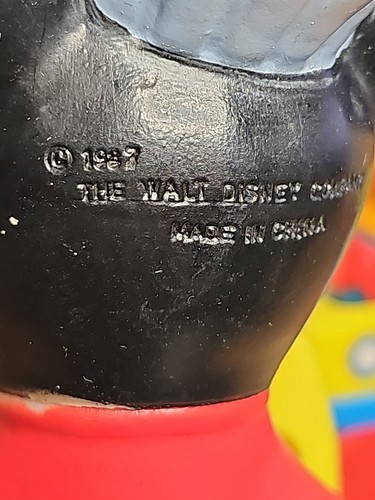 © 1987
THE WALT DISNEY COMPANY
MADE IN CHINA